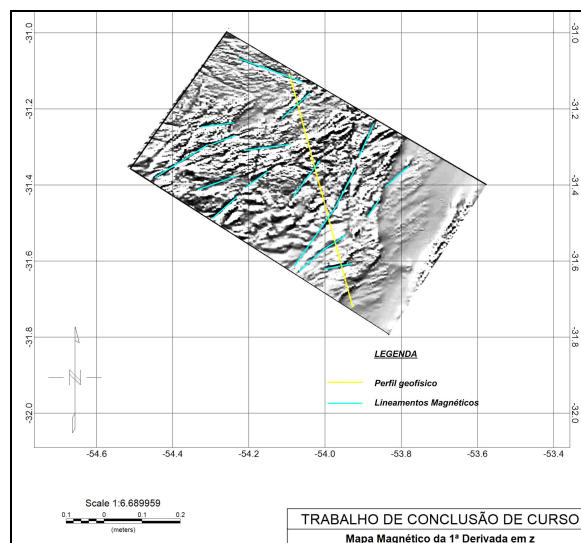 -31.0
-31.0
-31.2
-31.2
-31.4
-31.4
-31.6
-31.6
-31.8
-31.8
-32.0
-32.0
LEGENDA
Perfil geofísico
Lineamentos Magnéticos
N
-54.6
-54.4
-54.2
-54.0
-53.8
-53.6
-53.4
Scale 1:6.689959
0.1 0 0.1 0.2
(meters)
TRABALHO DE CONCLUSÃO DE CURSO
Mapa Magnético da 1ª Derivada em z